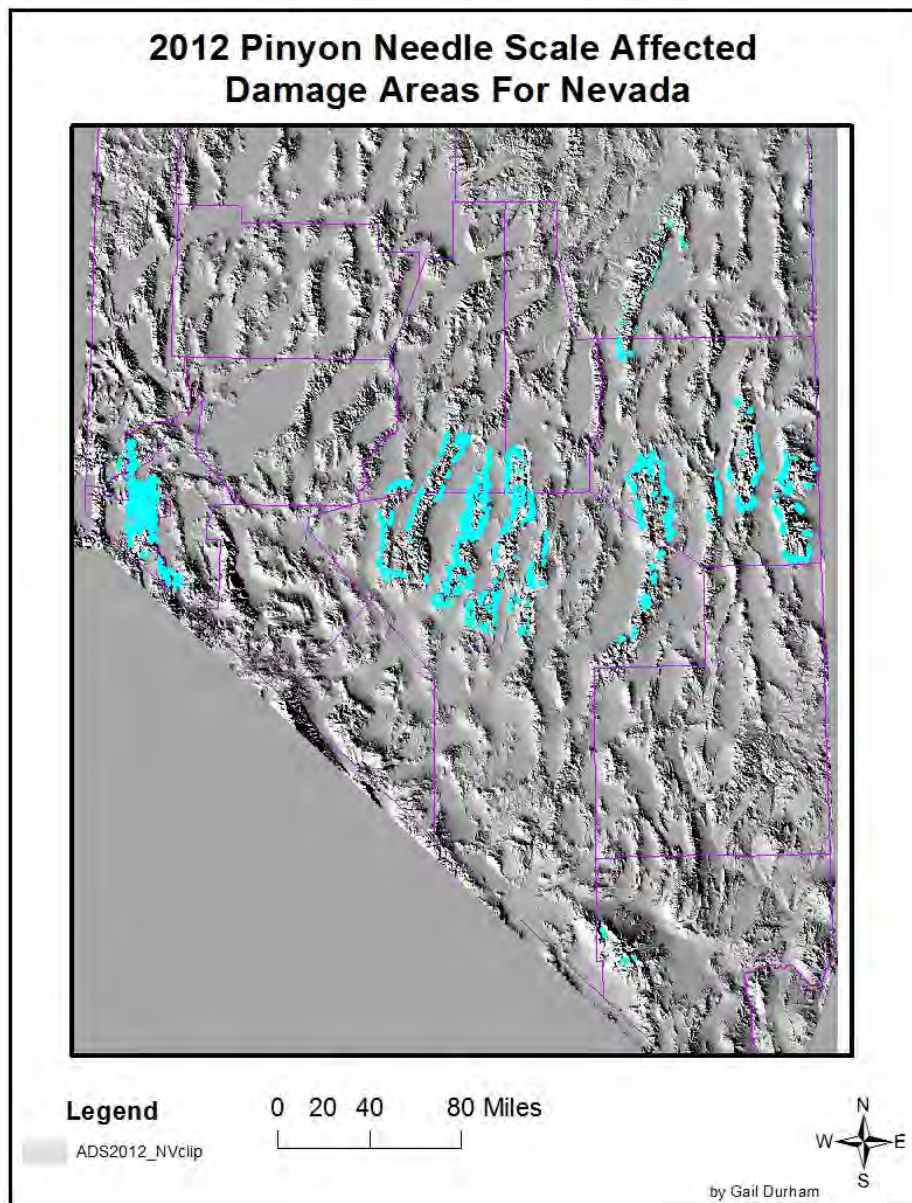 2012 Pinyon Needle Scale Affected
Damage Areas For Nevada
Legend
0 20 40 80 Miles
ADS2012_NVclip
N
W E
S
by Gail Durham